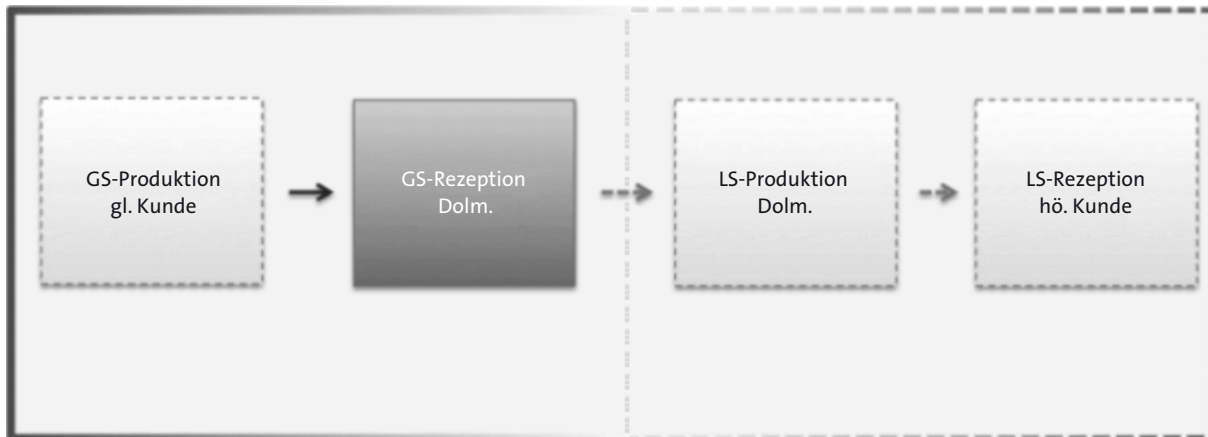 GS-Produktion
gl. Kunde
GS-Rezeption
Dolm.
LS-Produktion
Dolm.
LS-Rezeption
hö. Kunde